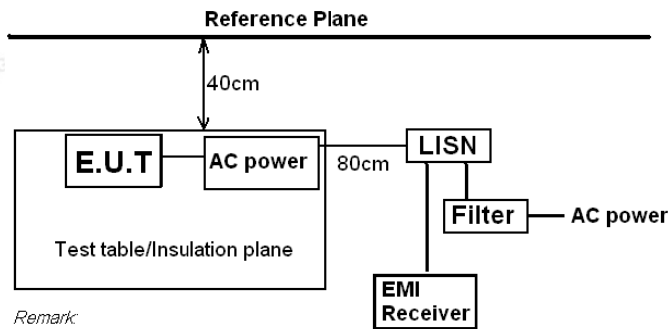 Reference Plane
40cm
E.U.T
AC power
80cm
LISN
Filter
AC power
Test table/Insulation plane
EMI
Receiver
Remark: